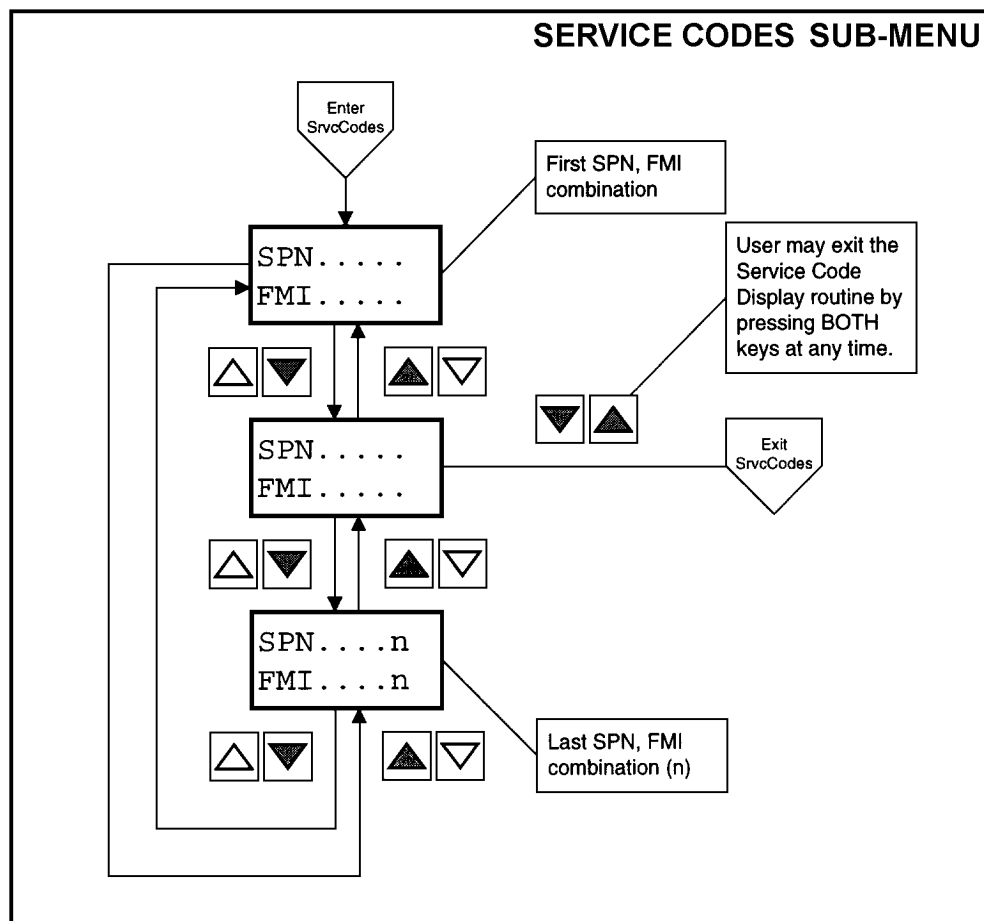 SERVICE CODES SUB-MENU
Enter
SrvcCodes
First SPN, FMI
combination
SPN.....
FMI.....
User may exit the
Service Code
Display routine by
pressing BOTH
keys at any time.
SPN.....
FMI.....
Exit
SrvcCodes
SPN....n
FMI....n
Last SPN, FMI
combination (n)